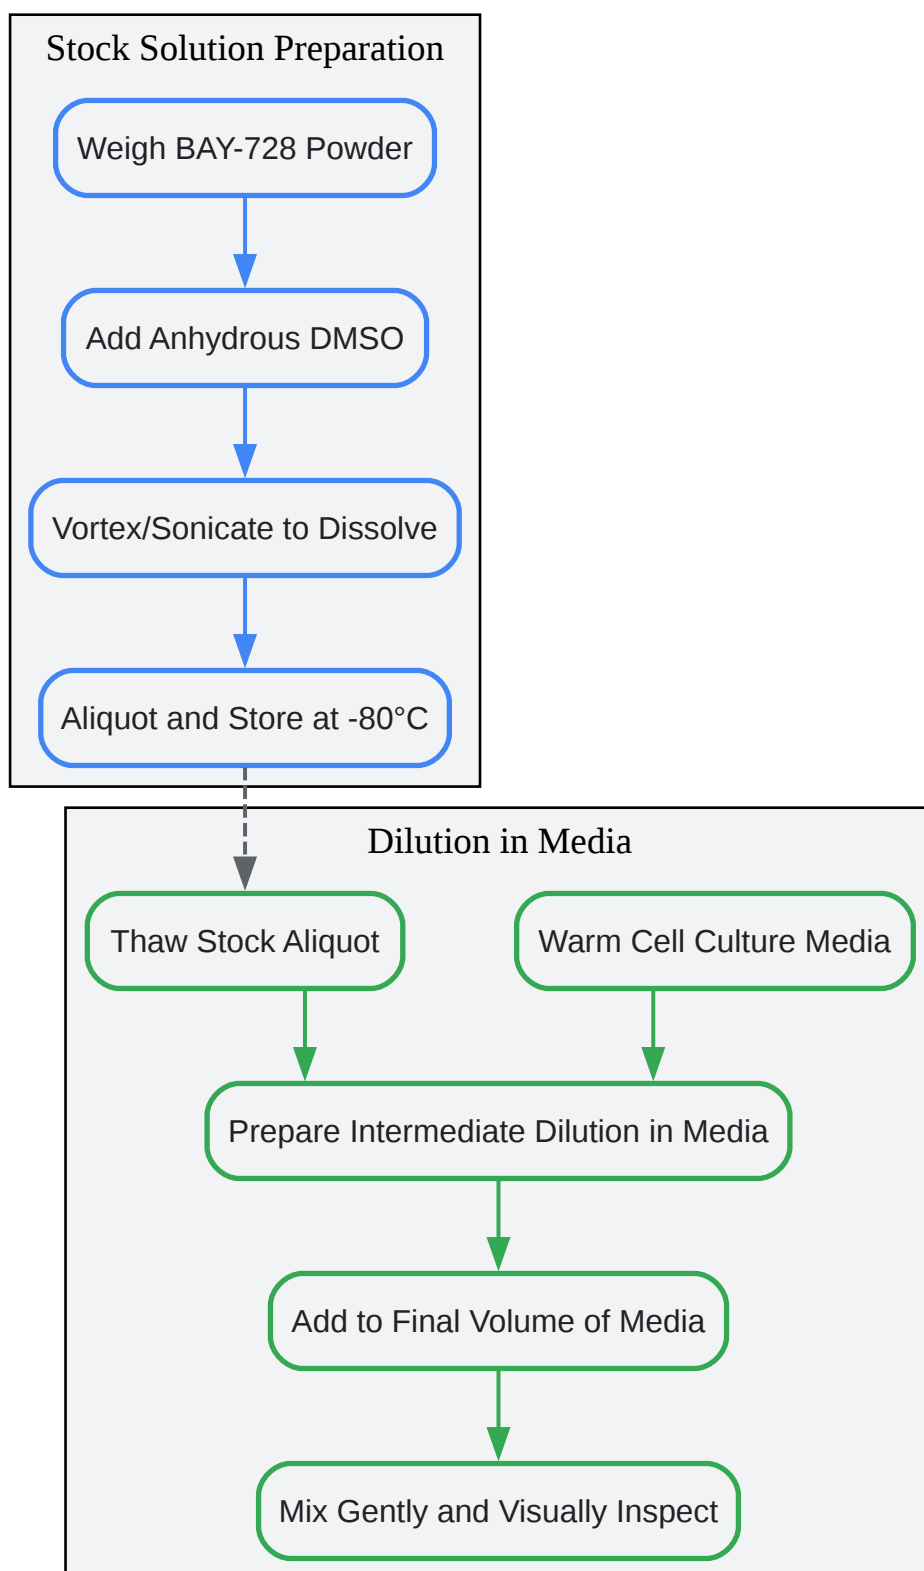 Stock Solution Preparation
Weigh BAY-728 Powder
Add Anhydrous DMSO
Vortex/Sonicate to Dissolve
Aliquot and Store at -80°C
Dilution in Media
Thaw Stock Aliquot
Warm Cell Culture Media
Prepare Intermediate Dilution in Media
Add to Final Volume of Media
Mix Gently and Visually Inspect